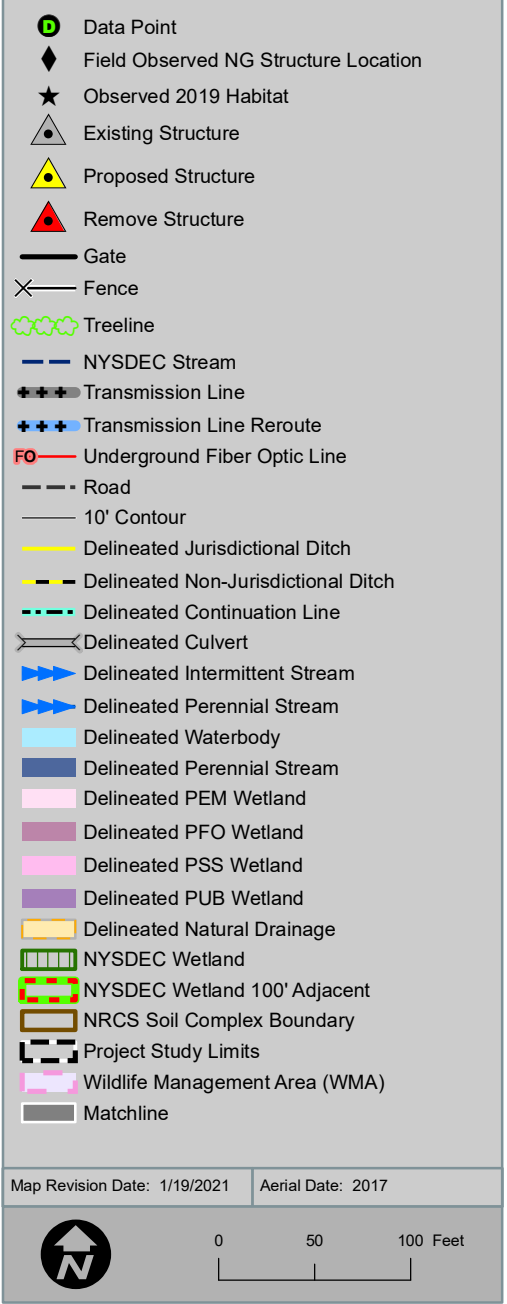 D Data Point
Field Observed NG Structure Location
Observed 2019 Habitat
Existing Structure
Proposed Structure
Remove Structure
Gate
Fence
Treeline
NYSDEC Stream
Transmission Line
Transmission Line Reroute
FO Underground Fiber Optic Line
Road
10' Contour
Delineated Jurisdictional Ditch
Delineated Non-Jurisdictional Ditch
Delineated Continuation Line
Delineated Culvert
Delineated Intermittent Stream
Delineated Perennial Stream
Delineated Waterbody
Delineated Perennial Stream
Delineated PEM Wetland
Delineated PFO Wetland
Delineated PSS Wetland
Delineated PUB Wetland
Delineated Natural Drainage
NYSDEC Wetland
NYSDEC Wetland 100' Adjacent
NRCS Soil Complex Boundary
Project Study Limits
Wildlife Management Area (WMA)
Matchline
Map Revision Date: 1/19/2021 Aerial Date: 2017
N
0 50 100 Feet